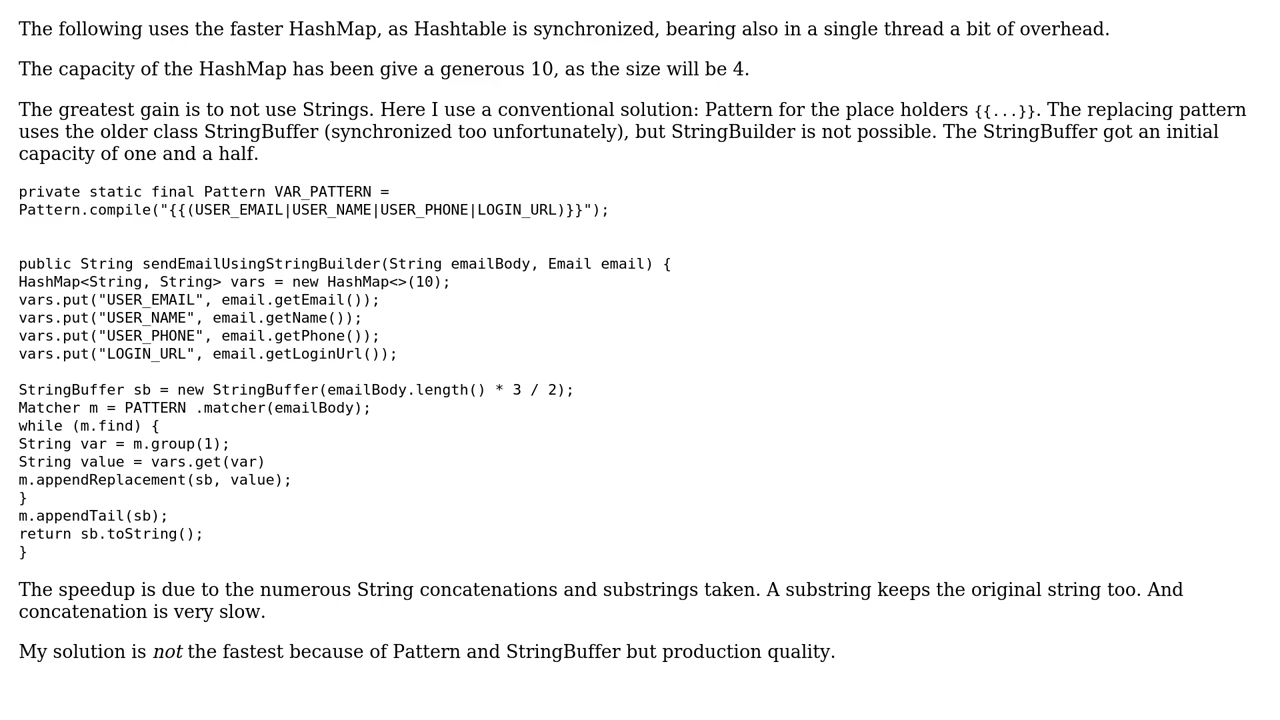 The following uses the faster HashMap, as Hashtable is synchronized, bearing also in a single thread a bit of overhead.
The capacity of the HashMap has been give a generous 10, as the size will be 4.
The greatest gain is to not use Strings. Here I use a conventional solution: Pattern for the place holders {{...}}. The replacing pattern
uses the older class StringBuffer (synchronized too unfortunately), but StringBuilder is not possible. The StringBuffer got an initial
capacity of one and a half.
private static final Pattern VAR_PATTERN =
Pattern.compile("{{(USER_EMAIL|USER_NAME|USER_PHONE|LOGIN_URL)}}");
public String sendEmailUsingStringBuilder(String emailBody, Email email) {
HashMap<String, String> vars = new HashMap<>(10);
vars.put("USER_EMAIL", email.getEmail());
vars.put("USER_NAME", email.getName());
vars.put("USER_PHONE", email.getPhone());
vars.put("LOGIN_URL", email.getLoginUrl());
StringBuffer sb = new StringBuffer(emailBody.length() * 3 / 2);
Matcher m = PATTERN .matcher(emailBody);
while (m.find) {
String var = m.group(1);
String value = vars.get(var)
m.appendReplacement(sb, value);
}
m.appendTail(sb);
return sb.toString();
}
The speedup is due to the numerous String concatenations and substrings taken. A substring keeps the original string too. And
concatenation is very slow.
My solution is not the fastest because of Pattern and StringBuffer but production quality.